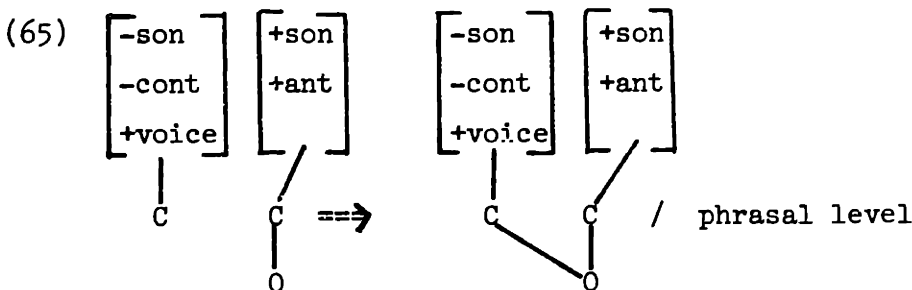 (65) -son +son -son +son
-cont +ant -cont +ant
+voice +voice
C C ==⇒ C C / phrasal level
O O